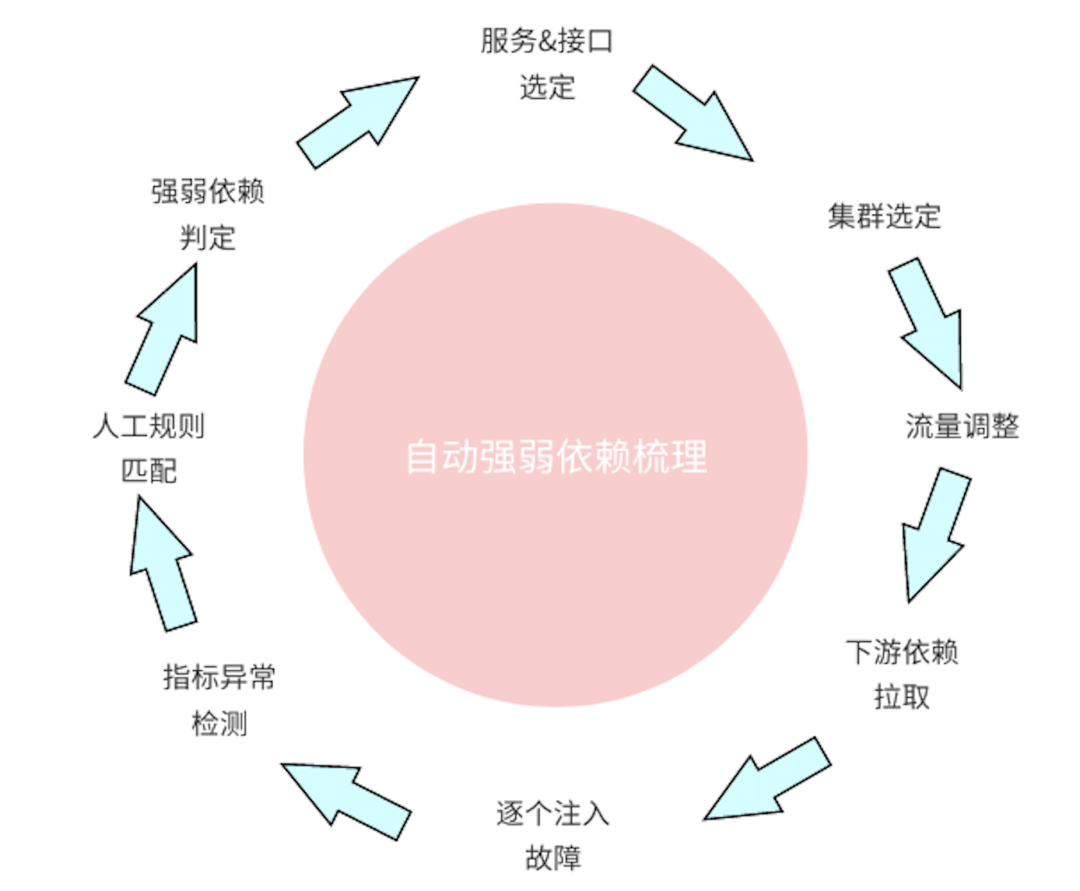 服务&接口
选定
集群选定
流量调整
下游依赖
拉取
逐个注入
故障
指标异常
检测
人工规则
匹配
强弱依赖
判定
自动强弱依赖梳理